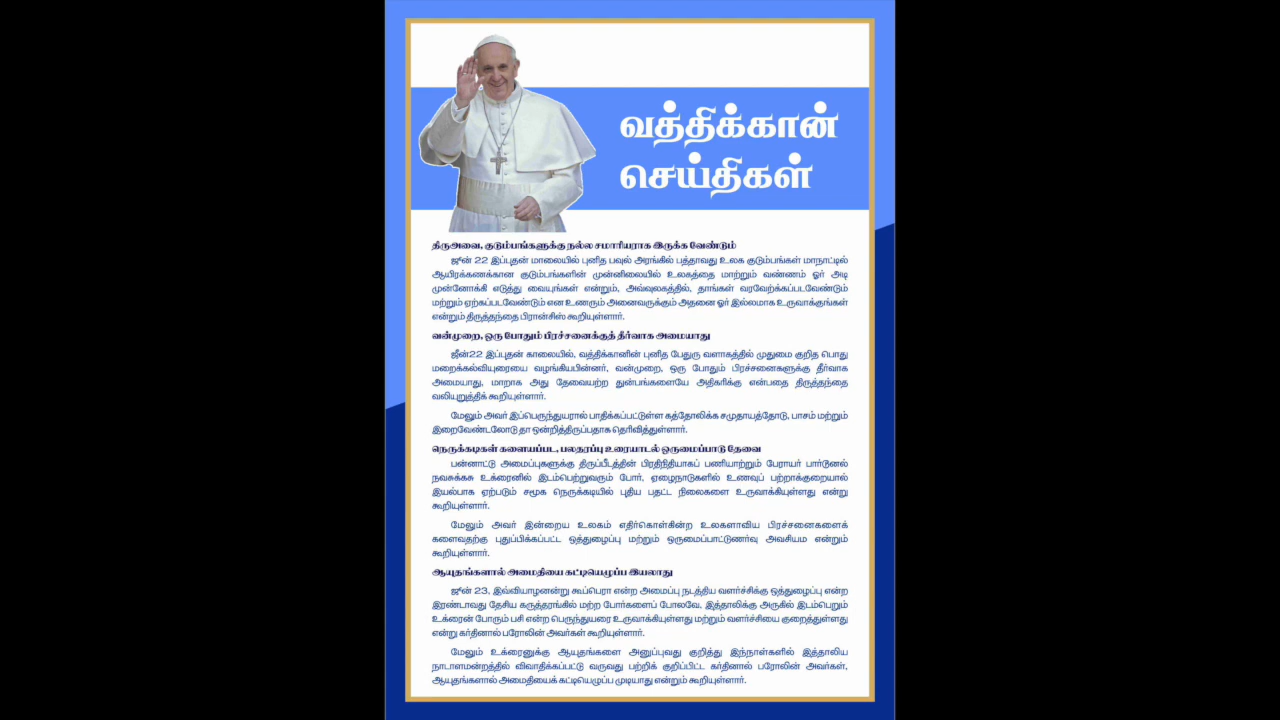 வத்திக்கான்
செய்திகள்
திருஅவை, குடும்பங்களுக்கு நல்ல சமாரியராக இருக்க வேண்டும்
ஜூன் 22 இப்புதன் மாலையில் புனித பவுல் அரங்கில் பத்தாவது உலக குடும்பங்கள் மாநாட்டில்
ஆயிரக்கணக்கான குடும்பங்களின் முன்னிலையில் உலகத்தை மாற்றும் வண்ணம் ஓர் அடி
முன்னோக்கி எடுத்து வையுங்கள் என்றும், அவ்வுலகத்தில், தாங்கள் வரவேற்க்கப்படவேண்டும்
மற்றும் ஏற்கப்படவேண்டும் என உணரும் அனைவருக்கும் அதனை ஓர் இல்லமாக உருவாக்குங்கள்
என்றும் திருத்தந்தை பிரான்சிஸ் கூறியுள்ளார்.
வன்முறை, ஒரு போதும் பிரச்சனைக்குத் தீர்வாக அமையாது
ஜீன்22 இப்புதன் காலையில், வத்திக்கானின் புனித பேதுரு வளாகத்தில் முதுமை குறித பொது
மறைக்கல்வியுரையை வழங்கியபின்னர், வன்முறை, ஒரு போதும் பிரச்சனைகளுக்கு தீர்வாக
அமையாது, மாறாக அது தேவையற்ற துன்பங்களையே அதிகரிக்கு என்பதை திருத்தந்தை
வலியுறுத்திக் கூறியுள்ளார்.
மேலும் அவர் இப்பெருந்துயரால் பாதிக்கப்பட்டுள்ள கத்தோலிக்க சமுதாயத்தோடு, பாசம் மற்றும்
இறைவேண்டலோடு தா ஒன்றித்திருப்பதாக தெரிவித்துள்ளார்.
நெருக்கடிகள் களையப்பட, பலதரப்பு உரையாடல் ஒருமைப்பாடு தேவை
பன்னாட்டு அமைப்புகளுக்கு திருப்பீடத்தின் பிரதிநிதியாகப் பணியாற்றும் பேராயர் பார்டூனல்
நவசுக்கசு உக்ரைனில் இடம்பெற்றுவரும் போர், ஏழைநாடுகளில் உணவுப் பற்றாக்குறையால்
இயல்பாக ஏற்படும் சமூக நெருக்கடியில் புதிய பதட்ட நிலைகளை உருவாக்கியுள்ளது என்று
கூறியுள்ளார்.
மேலும் அவர் இன்றைய உலகம் எதிர்கொள்கின்ற உலகளாவிய பிரச்சனைகளைக்
களைவதற்கு புதுப்பிக்கப்பட்ட ஒத்துழைப்பு மற்றும் ஒருமைப்பாட்டுணர்வு அவசியம என்றும்
கூறியுள்ளார்.
ஆயுதங்களால் அமைதியை கட்டியெழுப்ப இயலாது
ஜூன் 23, இவ்வியாழனன்று கூப்பெரா என்ற அமைப்பு நடத்திய வளர்ச்சிக்கு ஒத்துழைப்பு என்ற
இரண்டாவது தேசிய கருத்தரங்கில் மற்ற போர்களைப் போலவே, இத்தாலிக்கு அருகில் இடம்பெறும்
உக்ரைன் போரும் பசி என்ற பெருந்துயரை உருவாக்கியுள்ளது மற்றும் வளர்ச்சியை குறைத்துள்ளது
என்று கர்தினால் பரோலின் அவர்கள் கூறியுள்ளார்.
மேலும் உக்ரைனுக்கு ஆயுதங்களை அனுப்புவது குறித்து இந்நாள்களில் இத்தாலிய
நாடாளமன்றத்தில் விவாதிக்கப்பட்டு வருவது பற்றிக் குறிப்பிட்ட கர்தினால் பரோலின் அவர்கள்,
ஆயுதங்களால் அமைதியைக் கட்டியெழுப்ப முடியாது என்றும் கூறியுள்ளார்.